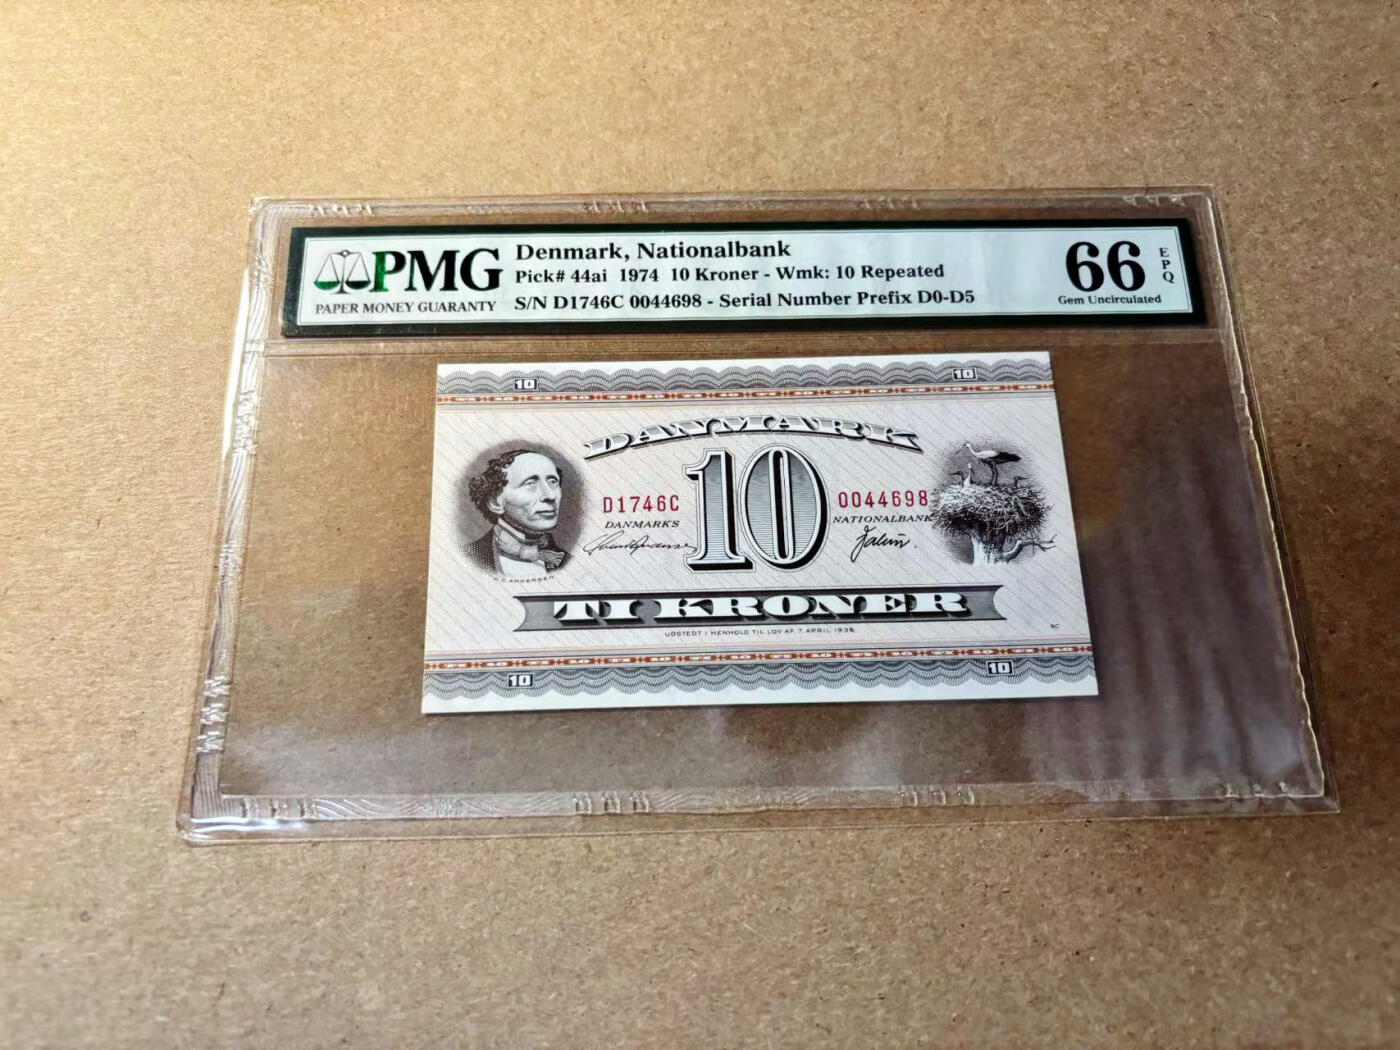 PMG
PAPER MONEY GUARANTY
Denmark, Nationalbank
Pick# 44ai 1974 10 Kroner - Wmk: 10 Repeated
S/N D1746C 0044698 - Serial Number Prefix D0-D5
66 EPQ
Gem Uncirculated
10 10
DANMARK
10
D1746C 0044698
DANMARKS NATIONALBANK
H.C. ANDERSEN
TI KRONER
UDSTEDT I HENHOLD TIL LOV AF 7. APRIL 1936
10 10